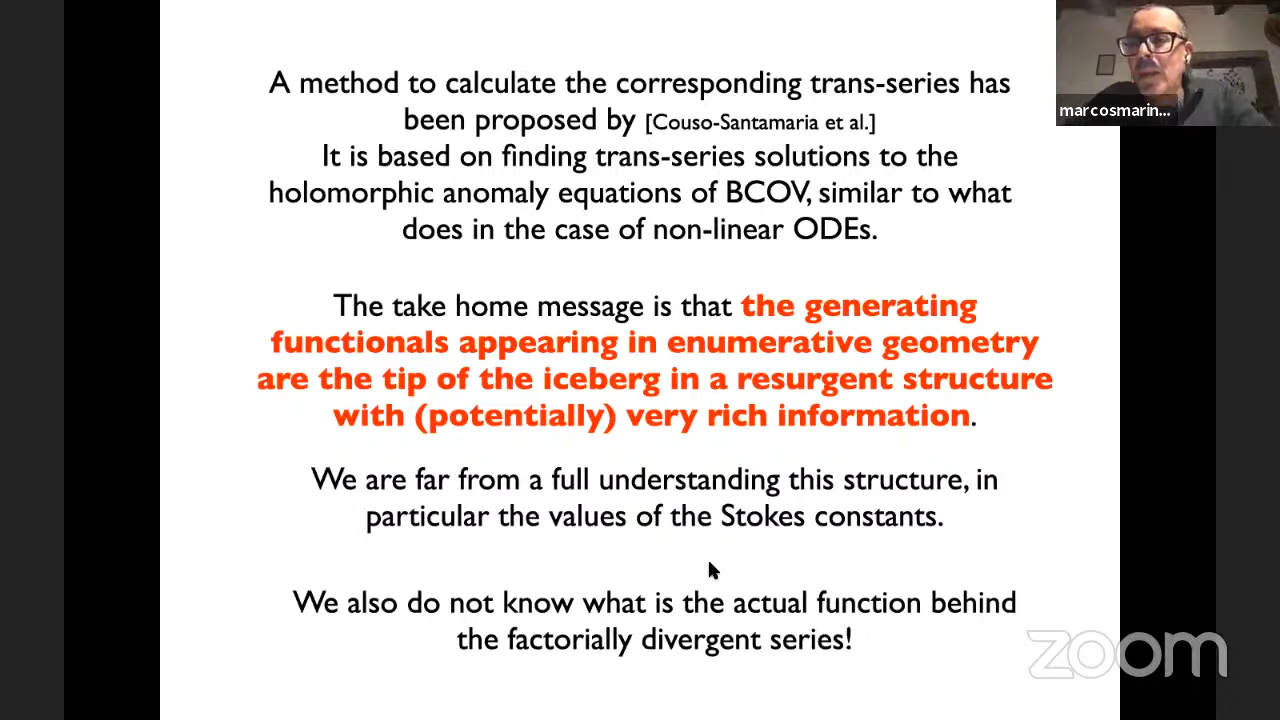 A method to calculate the corresponding trans-series has
been proposed by [Couso-Santamaria et al.]
It is based on finding trans-series solutions to the
holomorphic anomaly equations of BCOV, similar to what
does in the case of non-linear ODEs.
The take home message is that the generating
functionals appearing in enumerative geometry
are the tip of the iceberg in a resurgent structure
with (potentially) very rich information.
We are far from a full understanding this structure, in
particular the values of the Stokes constants.
We also do not know what is the actual function behind
the factorially divergent series!
marcosmarin...
zoom